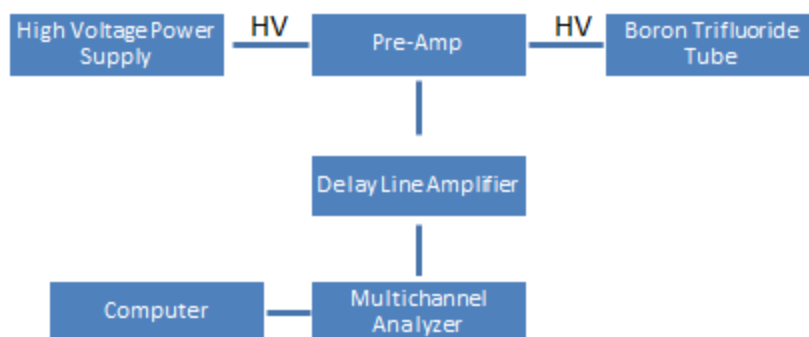 High Voltage Power
Supply
HV
Pre-Amp
HV
Boron Trifluoride
Tube
Delay Line Amplifier
Computer
Multichannel
Analyzer